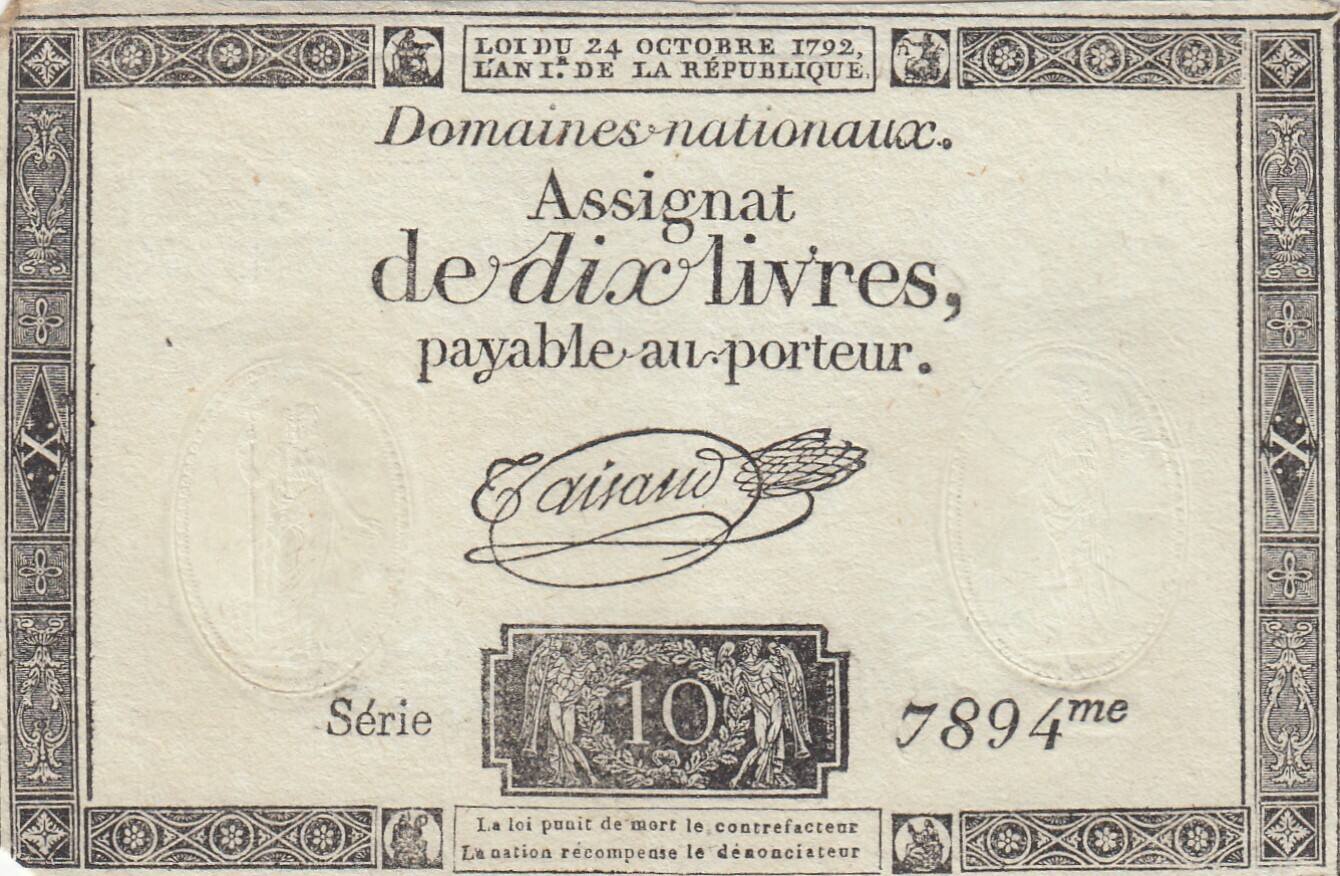 LOI DU 24 OCTOBRE 1792,
L'AN I.ᴿ DE LA RÉPUBLIQUE.
Domaines nationaux.
Assignat
de dix livres,
payable au porteur.
X
X
Taisaud
10
Série
7894me
La loi punit de mort le contrefacteur
La nation récompense le dénonciateur